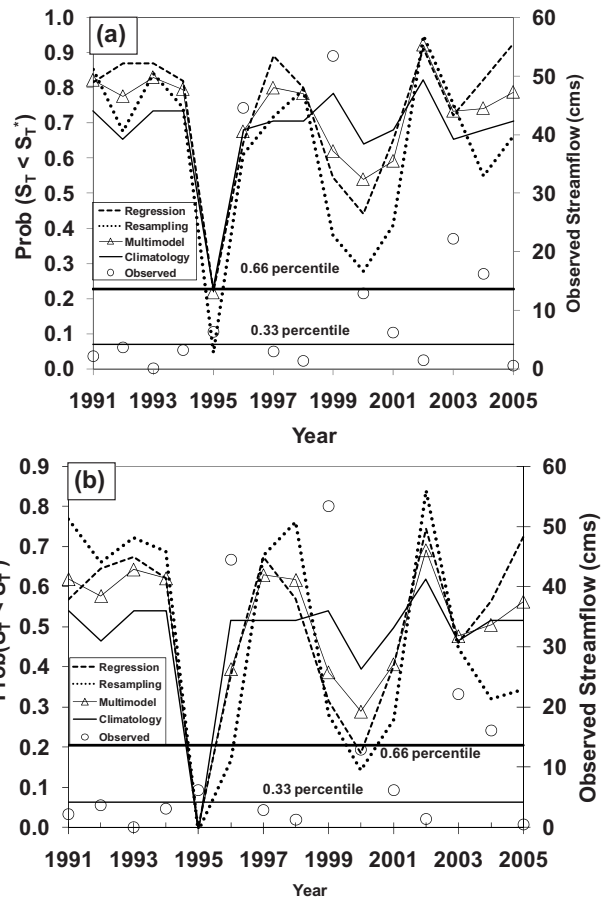 (a)
Prob (S_T < S_T*)
1.0
0.9
0.8
0.7
0.6
0.5
0.4
0.3
0.2
0.1
0.0
Regression
Resampling
Multimodel
Climatology
Observed
0.66 percentile
0.33 percentile
60
50
40
30
20
10
0
Observed Streamflow (cms)
1991 1993 1995 1997 1999 2001 2003 2005
Year
(b)
0.9
0.8
0.7
0.6
0.5
0.4
0.3
0.2
0.1
0.0
Regression
Resampling
Multimodel
Climatology
Observed
0.66 percentile
0.33 percentile
60
50
40
30
20
10
0
Observed Streamflow (cms)
1991 1993 1995 1997 1999 2001 2003 2005
Year